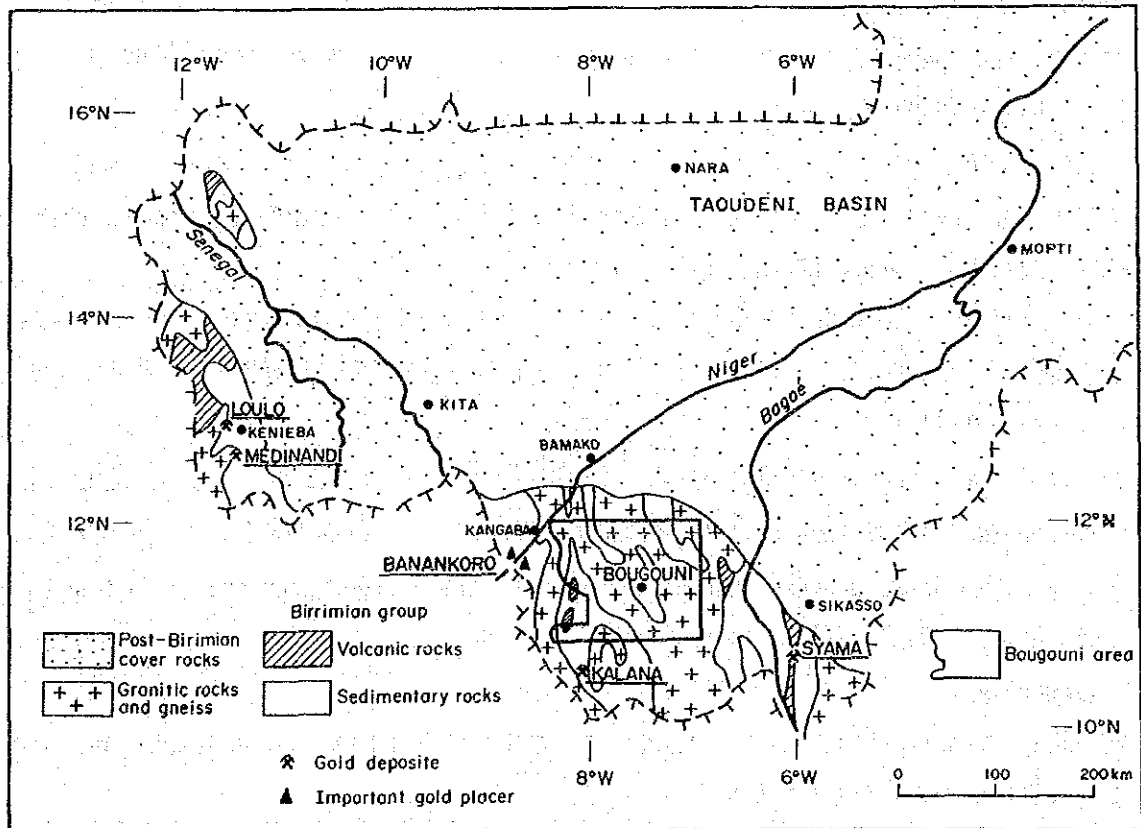 12°W
10°W
8°W
6°W
16°N
NARA
TAOUDENI BASIN
MOPTI
Senegal
14°N
Niger
Bagoé
KITA
LOULO
KENIEBA
MEDINANDI
BAMAKO
12°N
12°N
KANGABA
BANANKORO
BOUGOUNI
SIKASSO
SYAMA
KALANA
Birrimian group
Post-Birimian
cover rocks
Volcanic rocks
Granitic rocks
and gneiss
Sedimentary rocks
Bougouni area
10°N
Gold deposite
Important gold placer
8°W
6°W
0 100 200km